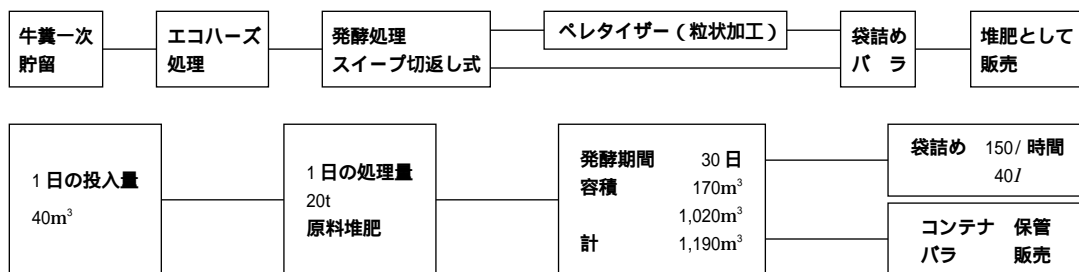 牛糞一次
貯留
エコハーズ
処理
発酵処理
スイープ切返し式
ペレタイザー(粒状加工)
袋詰め
バ ラ
堆肥として
販売
1日の投入量
40m³
1日の処理量
20t
原料堆肥
発酵期間 30日
容積 170m³
1,020m³
計 1,190m³
袋詰め 150/時間
40l
コンテナ 保管
バラ 販売